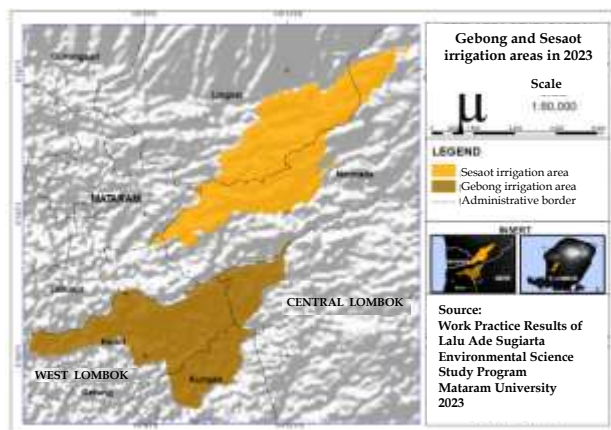 Gunungsari
Lingsar
Narmada
MATARAM
CENTRAL LOMBOK
WEST LOMBOK
Kuripan
Gerung
Gebong and Sesaot
irrigation areas in 2023
Scale
1:80,000
LEGEND
Sesaot irrigation area
Gebong irrigation area
Administrative border
INSERT
Source:
Work Practice Results of
Lalu Ade Sugiarta
Environmental Science
Study Program
Mataram University
2023